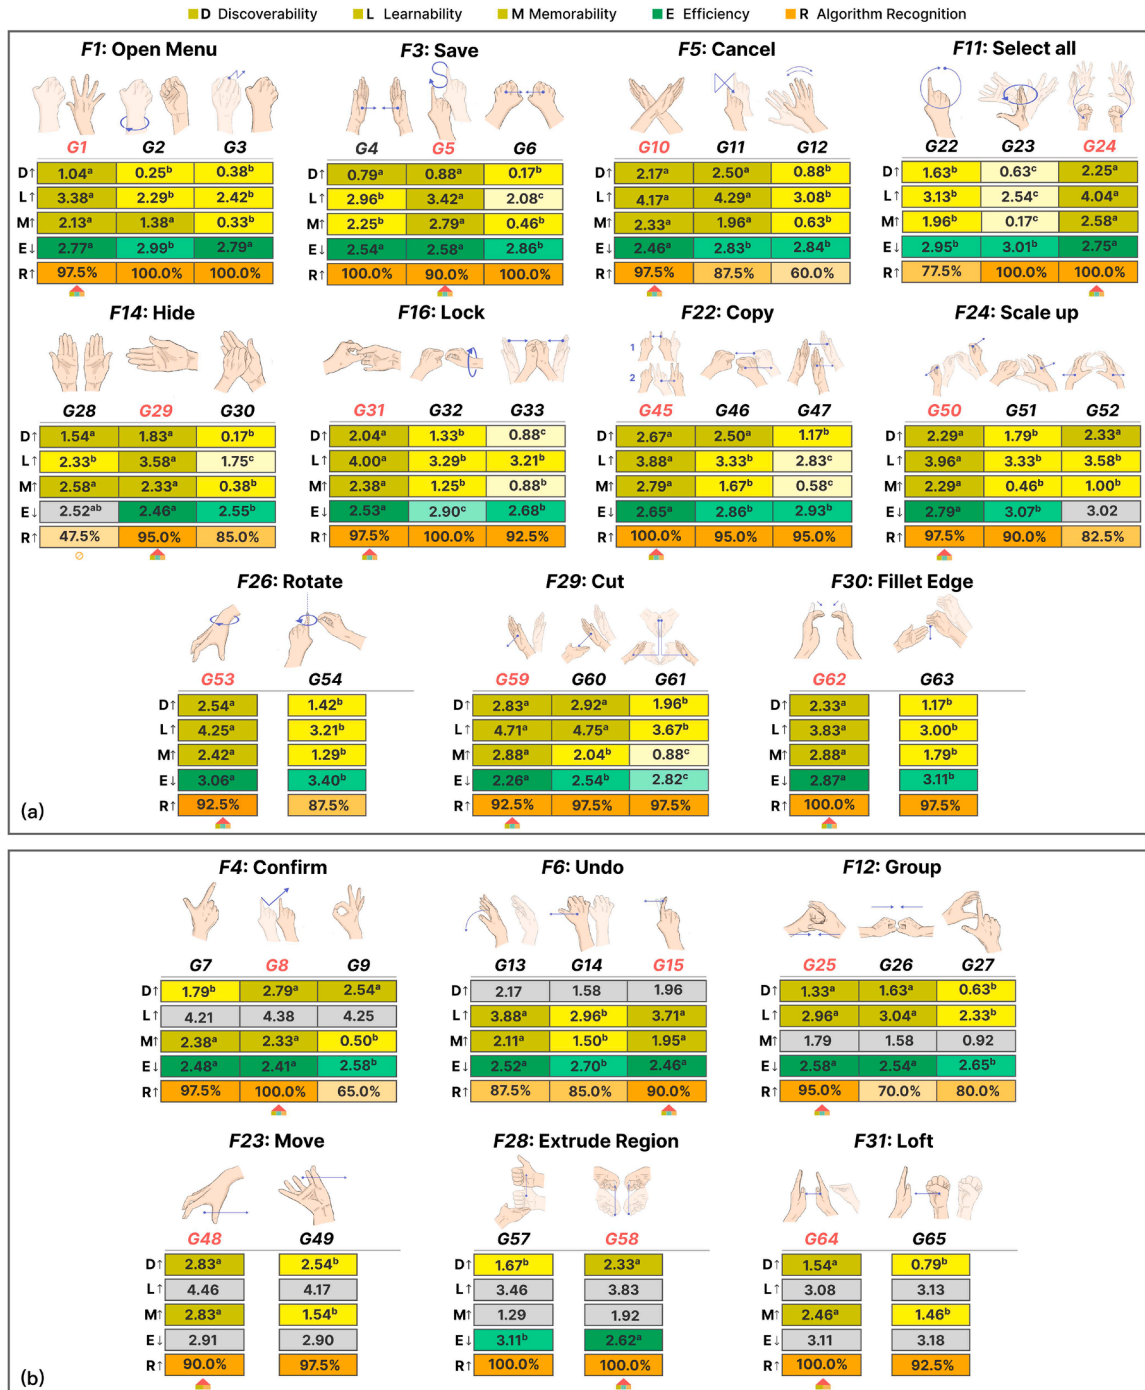 D Discoverability L Learnability M Memorability E Efficiency R Algorithm Recognition
F1: Open Menu F3: Save F5: Cancel F11: Select all
G1 G2 G3 G4 G5 G6 G10 G11 G12 G22 G23 G24
D↑ 1.04a 0.25b 0.38b D↑ 0.79a 0.88a 0.17b D↑ 2.17a 2.50a 0.88b D↑ 1.63b 0.63c 2.25a
L↑ 3.38a 2.29b 2.42b L↑ 2.96b 3.42a 2.08c L↑ 4.17a 4.29a 3.08b L↑ 3.13b 2.54c 4.04a
M↑ 2.13a 1.38a 0.33b M↑ 2.25b 2.79a 0.46b M↑ 2.33a 1.96a 0.63b M↑ 1.96b 0.17c 2.58a
E↓ 2.77a 2.99b 2.79a E↓ 2.54a 2.58a 2.86b E↓ 2.46a 2.83b 2.84b E↓ 2.95b 3.01b 2.75a
R↑ 97.5% 100.0% 100.0% R↑ 100.0% 90.0% 100.0% R↑ 97.5% 87.5% 60.0% R↑ 77.5% 100.0% 100.0%
F14: Hide F16: Lock F22: Copy F24: Scale up
1
2
G28 G29 G30 G31 G32 G33 G45 G46 G47 G50 G51 G52
D↑ 1.54a 1.83a 0.17b D↑ 2.04a 1.33b 0.88c D↑ 2.67a 2.50a 1.17b D↑ 2.29a 1.79b 2.33a
L↑ 2.33b 3.58a 1.75c L↑ 4.00a 3.29b 3.21b L↑ 3.88a 3.33b 2.83c L↑ 3.96a 3.33b 3.58b
M↑ 2.58a 2.33a 0.38b M↑ 2.38a 1.25b 0.88b M↑ 2.79a 1.67b 0.58c M↑ 2.29a 0.46b 1.00b
E↓ 2.52ab 2.46a 2.55b E↓ 2.53a 2.90c 2.68b E↓ 2.65a 2.86b 2.93b E↓ 2.79a 3.07b 3.02
R↑ 47.5% 95.0% 85.0% R↑ 97.5% 100.0% 92.5% R↑ 100.0% 95.0% 95.0% R↑ 97.5% 90.0% 82.5%
F26: Rotate F29: Cut F30: Fillet Edge
G53 G54 G59 G60 G61 G62 G63
D↑ 2.54a 1.42b D↑ 2.83a 2.92a 1.96b D↑ 2.33a 1.17b
L↑ 4.25a 3.21b L↑ 4.71a 4.75a 3.67b L↑ 3.83a 3.00b
M↑ 2.42a 1.29b M↑ 2.88a 2.04b 0.88c M↑ 2.88a 1.79b
E↓ 3.06a 3.40b E↓ 2.26a 2.54b 2.82c E↓ 2.87a 3.11b
R↑ 92.5% 87.5% R↑ 92.5% 97.5% 97.5% R↑ 100.0% 97.5%
(a)
F4: Confirm F6: Undo F12: Group
G7 G8 G9 G13 G14 G15 G25 G26 G27
D↑ 1.79b 2.79a 2.54a D↑ 2.17 1.58 1.96 D↑ 1.33a 1.63a 0.63b
L↑ 4.21 4.38 4.25 L↑ 3.88a 2.96b 3.71a L↑ 2.96a 3.04a 2.33b
M↑ 2.38a 2.33a 0.50b M↑ 2.11a 1.50b 1.95a M↑ 1.79 1.58 0.92
E↓ 2.48a 2.41a 2.58b E↓ 2.52a 2.70b 2.46a E↓ 2.58a 2.54a 2.65b
R↑ 97.5% 100.0% 65.0% R↑ 87.5% 85.0% 90.0% R↑ 95.0% 70.0% 80.0%
F23: Move F28: Extrude Region F31: Loft
G48 G49 G57 G58 G64 G65
D↑ 2.83a 2.54b D↑ 1.67b 2.33a D↑ 1.54a 0.79b
L↑ 4.46 4.17 L↑ 3.46 3.83 L↑ 3.08 3.13
M↑ 2.83a 1.54b M↑ 1.29 1.92 M↑ 2.46a 1.46b
E↓ 2.91 2.90 E↓ 3.11b 2.62a E↓ 3.11 3.18
R↑ 90.0% 97.5% R↑ 100.0% 100.0% R↑ 100.0% 92.5%
(b)